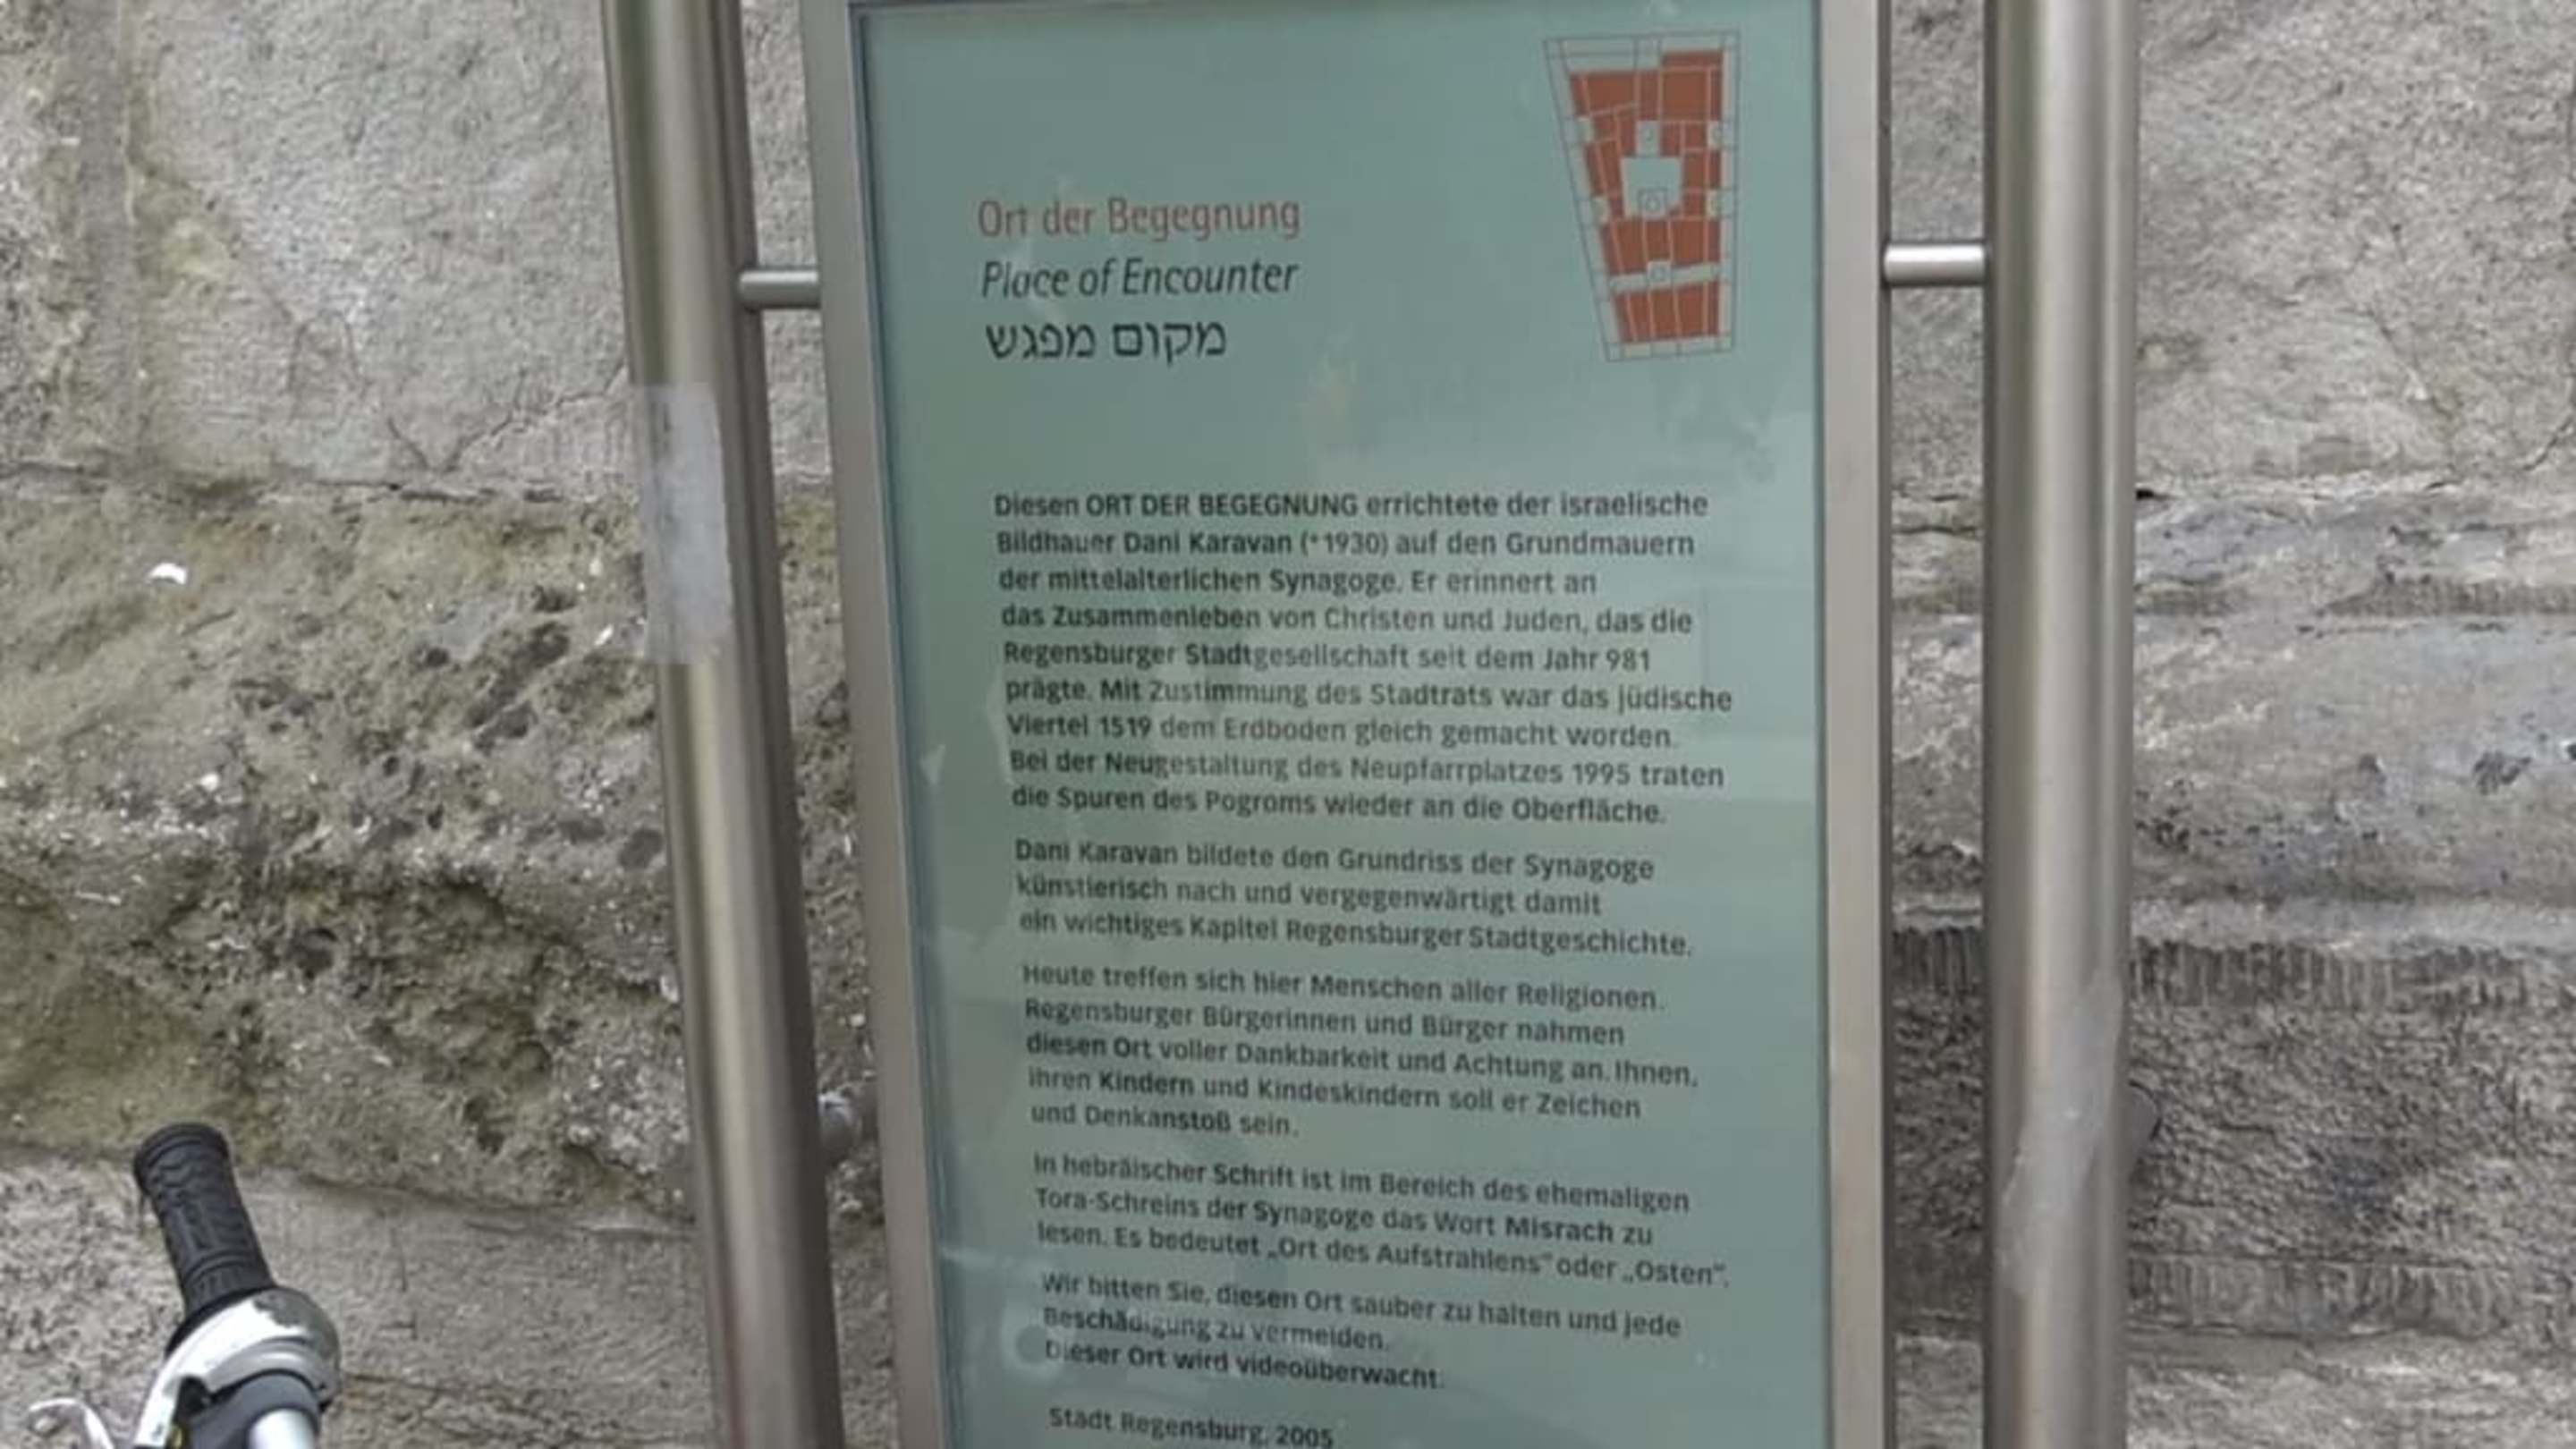 Ort der Begegnung
Place of Encounter
מקום מפגש
Diesen ORT DER BEGEGNUNG errichtete der israelische
Bildhauer Dani Karavan (*1930) auf den Grundmauern
der mittelalterlichen Synagoge. Er erinnert an
das Zusammenleben von Christen und Juden, das die
Regensburger Stadtgesellschaft seit dem Jahr 981
prägte. Mit Zustimmung des Stadtrats war das jüdische
Viertel 1519 dem Erdboden gleich gemacht worden.
Bei der Neugestaltung des Neupfarrplatzes 1995 traten
die Spuren des Pogroms wieder an die Oberfläche.
Dani Karavan bildete den Grundriss der Synagoge
künstlerisch nach und vergegenwärtigt damit
ein wichtiges Kapitel Regensburger Stadtgeschichte.
Heute treffen sich hier Menschen aller Religionen.
Regensburger Bürgerinnen und Bürger nahmen
diesen Ort voller Dankbarkeit und Achtung an. Ihnen,
ihren Kindern und Kindeskindern soll er Zeichen
und Denkanstoß sein.
In hebräischer Schrift ist im Bereich des ehemaligen
Tora-Schreins der Synagoge das Wort Misrach zu
lesen. Es bedeutet „Ort des Aufstrahlens“ oder „Osten“.
Wir bitten Sie, diesen Ort sauber zu halten und jede
Beschädigung zu vermeiden.
Dieser Ort wird videoüberwacht.
Stadt Regensburg, 2005